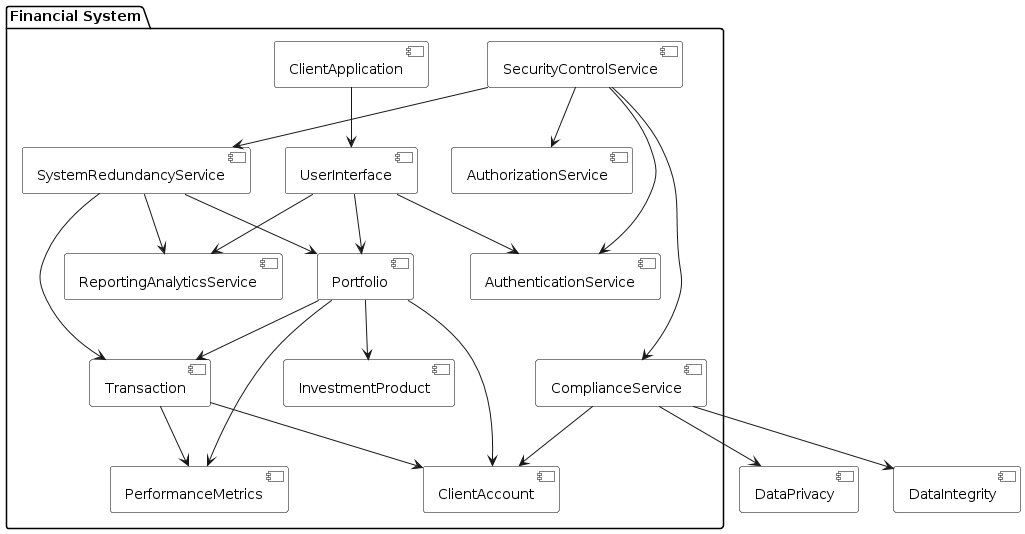 Financial System
ClientApplication
SecurityControlService
SystemRedundancyService
UserInterface
AuthorizationService
ReportingAnalyticsService
Portfolio
AuthenticationService
Transaction
InvestmentProduct
ComplianceService
PerformanceMetrics
ClientAccount
DataPrivacy
DataIntegrity